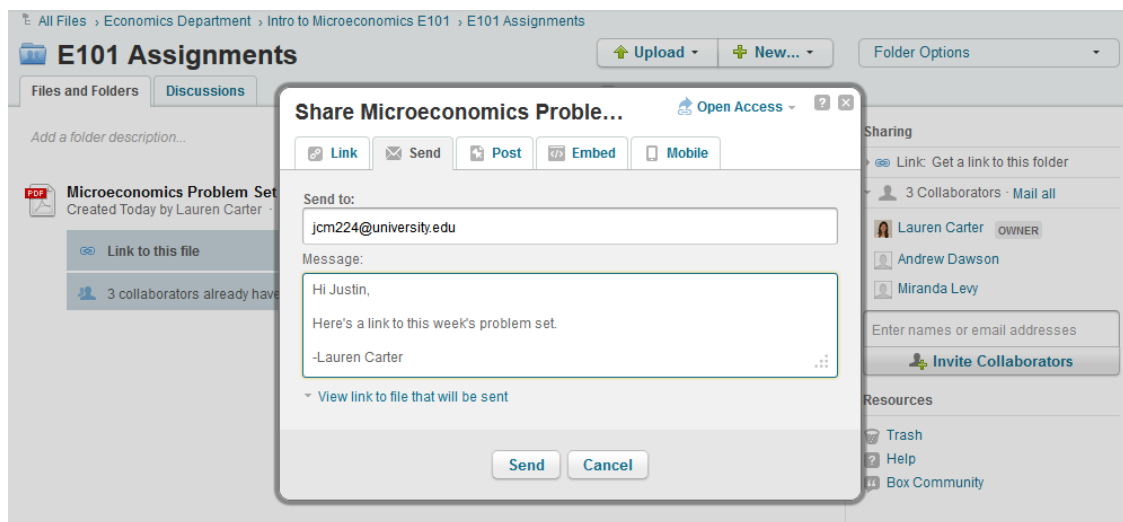 All Files › Economics Department › Intro to Microeconomics E101 › E101 Assignments
E101 Assignments
Upload
New...
Folder Options
Files and Folders
Discussions
Add a folder description...
PDF
Microeconomics Problem Set
Created Today by Lauren Carter ·
Link to this file
3 collaborators already have
Share Microeconomics Proble...
Open Access
?
x
Link
Send
Post
Embed
Mobile
Send to:
jcm224@university.edu
Message:
Hi Justin,
Here's a link to this week's problem set.
-Lauren Carter
View link to file that will be sent
Send
Cancel
Sharing
Link: Get a link to this folder
3 Collaborators · Mail all
Lauren Carter OWNER
Andrew Dawson
Miranda Levy
Enter names or email addresses
Invite Collaborators
Resources
Trash
? Help
Box Community